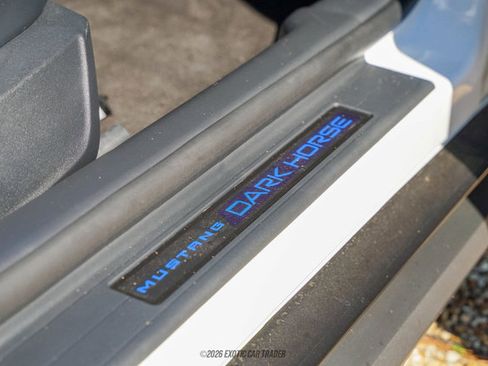 MUSTANG DARK HORSE
©2026 EXOTIC CAR TRADER